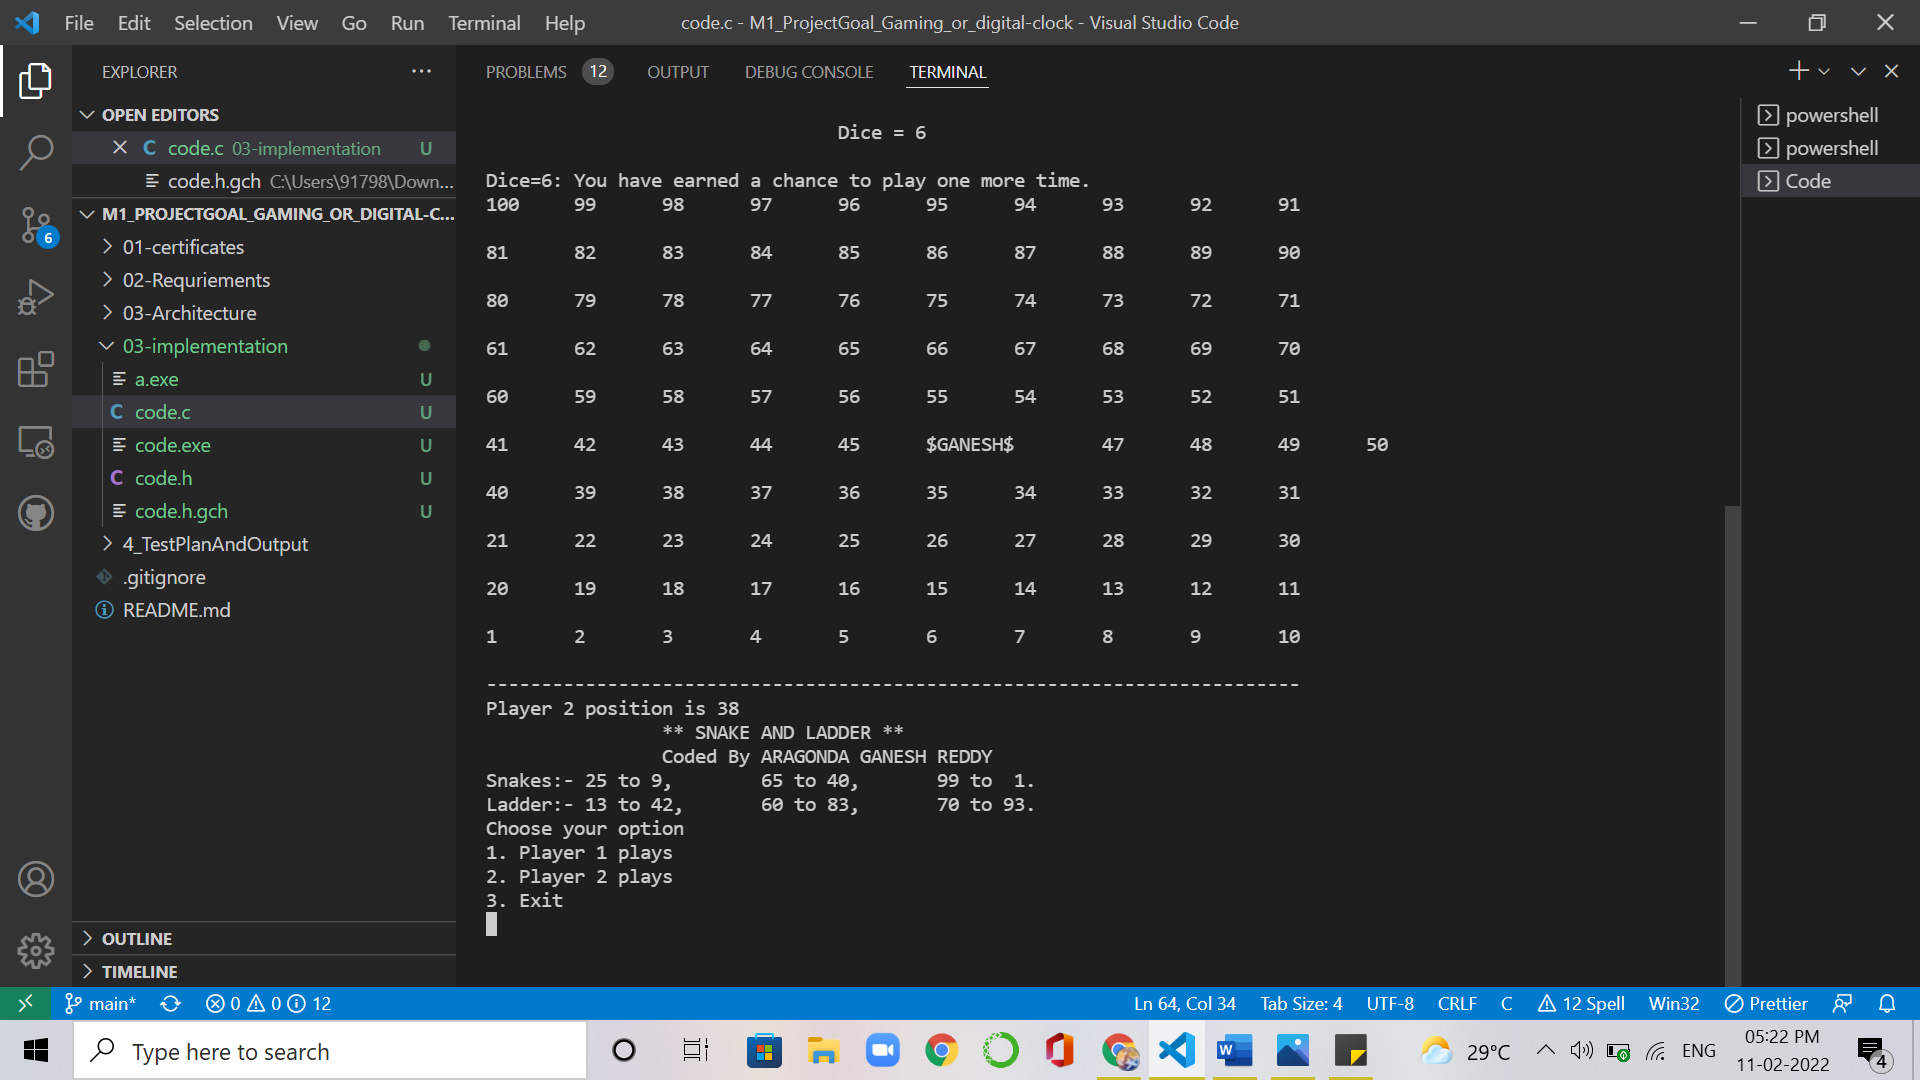 File Edit Selection View Go Run Terminal Help code.c - M1_ProjectGoal_Gaming_or_digital-clock - Visual Studio Code
EXPLORER
OPEN EDITORS
code.c 03-implementation U
code.h.gch C:\Users\91798\Down...
M1_PROJECTGOAL_GAMING_OR_DIGITAL-C...
01-certificates
02-Requriements
03-Architecture
03-implementation
a.exe U
code.c U
code.exe U
code.h U
code.h.gch U
4_TestPlanAndOutput
.gitignore
README.md
OUTLINE
TIMELINE
6
PROBLEMS 12 OUTPUT DEBUG CONSOLE TERMINAL
Dice = 6
Dice=6: You have earned a chance to play one more time.
100 99 98 97 96 95 94 93 92 91
81 82 83 84 85 86 87 88 89 90
80 79 78 77 76 75 74 73 72 71
61 62 63 64 65 66 67 68 69 70
60 59 58 57 56 55 54 53 52 51
41 42 43 44 45 $GANESH$ 47 48 49 50
40 39 38 37 36 35 34 33 32 31
21 22 23 24 25 26 27 28 29 30
20 19 18 17 16 15 14 13 12 11
1 2 3 4 5 6 7 8 9 10
--------------------------------------------------------------------------
Player 2 position is 38
** SNAKE AND LADDER **
Coded By ARAGONDA GANESH REDDY
Snakes:- 25 to 9, 65 to 40, 99 to 1.
Ladder:- 13 to 42, 60 to 83, 70 to 93.
Choose your option
1. Player 1 plays
2. Player 2 plays
3. Exit
powershell
powershell
Code
main* 0 0 12 Ln 64, Col 34 Tab Size: 4 UTF-8 CRLF C 12 Spell Win32 Prettier
Type here to search 29°C ENG 05:22 PM
11-02-2022
4